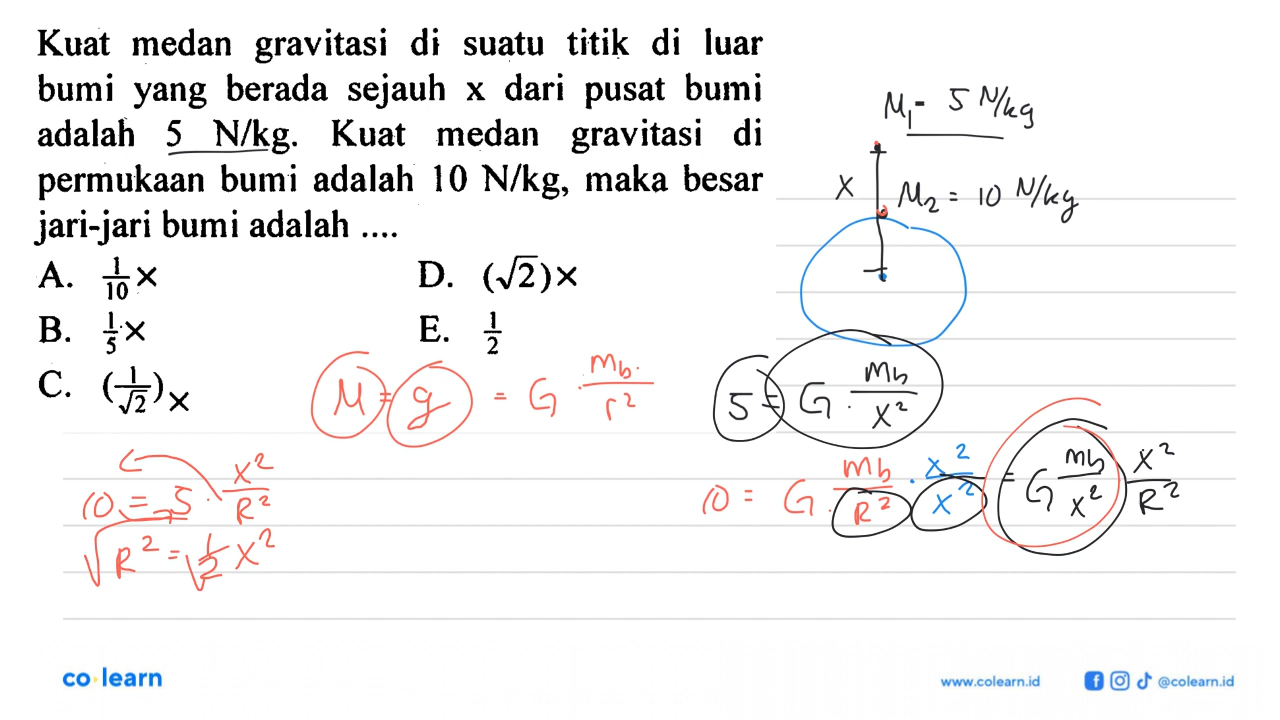 Kuat medan gravitasi di suatu titik di luar
bumi yang berada sejauh x dari pusat bumi
adalah 5 N/kg. Kuat medan gravitasi di
permukaan bumi adalah 10 N/kg, maka besar
jari-jari bumi adalah ....
A. 1/10 x
B. 1/5 x
C. (1/√2) x
D. (√2) x
E. 1/2
M₁ = 5 N/kg
x
M₂ = 10 N/kg
M = g = G · mb/r²
5 = G · mb/x²
10 = G · mb/R² · x²/x² = G mb/x² x²/R²
10 = 5 · x²/R²
√R² = √1/2 x²
co learn
www.colearn.id
@colearn.id